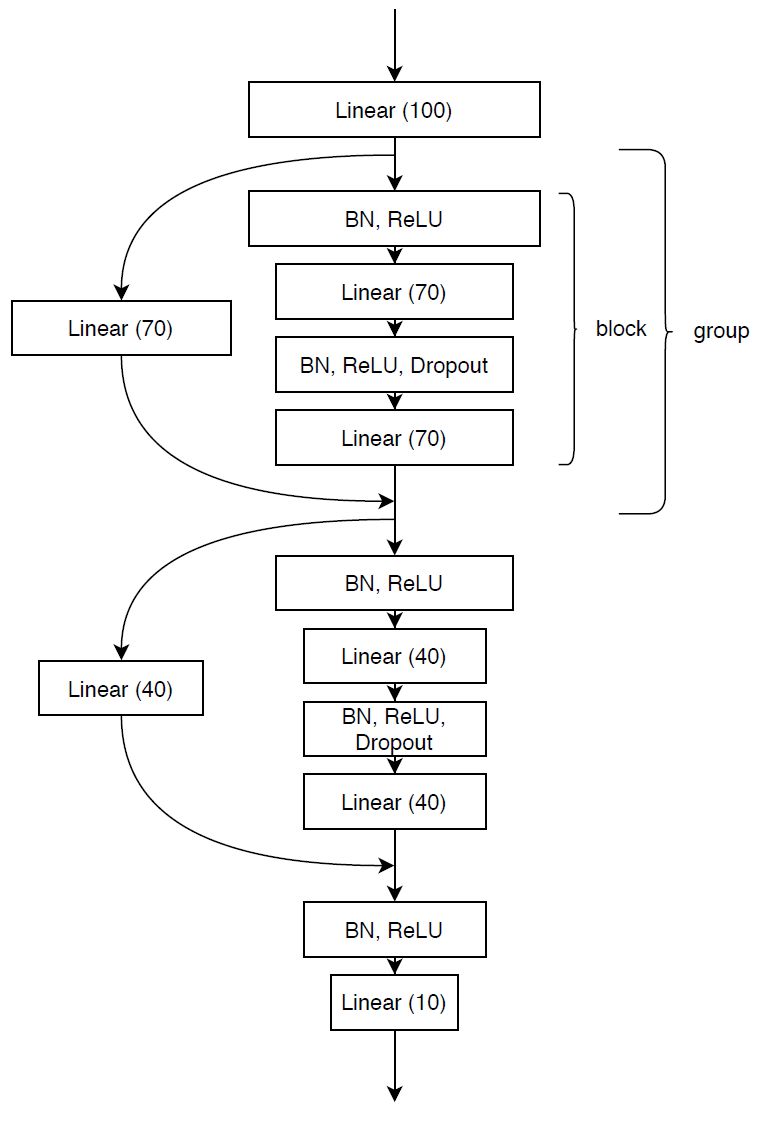 Linear (100)
BN, ReLU
Linear (70)
Linear (70)
block
group
BN, ReLU, Dropout
Linear (70)
BN, ReLU
Linear (40)
Linear (40)
BN, ReLU,
Dropout
Linear (40)
BN, ReLU
Linear (10)